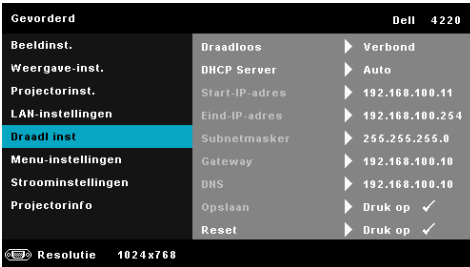 Gevorderd Dell 4220
Beeldinst. Draadloos Verbond
Weergave-inst. DHCP Server Auto
Projectorinst. Start-IP-adres 192.168.100.11
LAN-instellingen Eind-IP-adres 192.168.100.254
Draadl inst Subnetmasker 255.255.255.0
Menu-instellingen Gateway 192.168.100.10
Stroominstellingen DNS 192.168.100.10
Projectorinfo Opslaan Druk op ✓
Reset Druk op ✓
Resolutie 1024x768